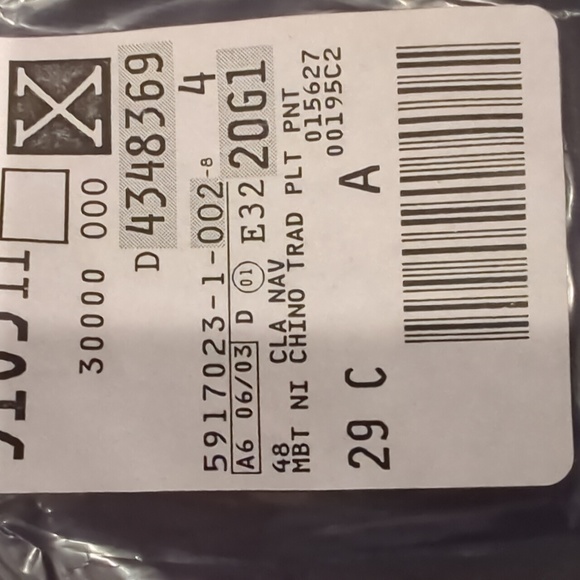 30000 000
D 4348369
5917023-1-002-8 4
A6 06/03 D 01 E32 20G1
48 CLA NAV
MBT NI CHINO TRAD PLT PNT
015627
00195C2
29 C A